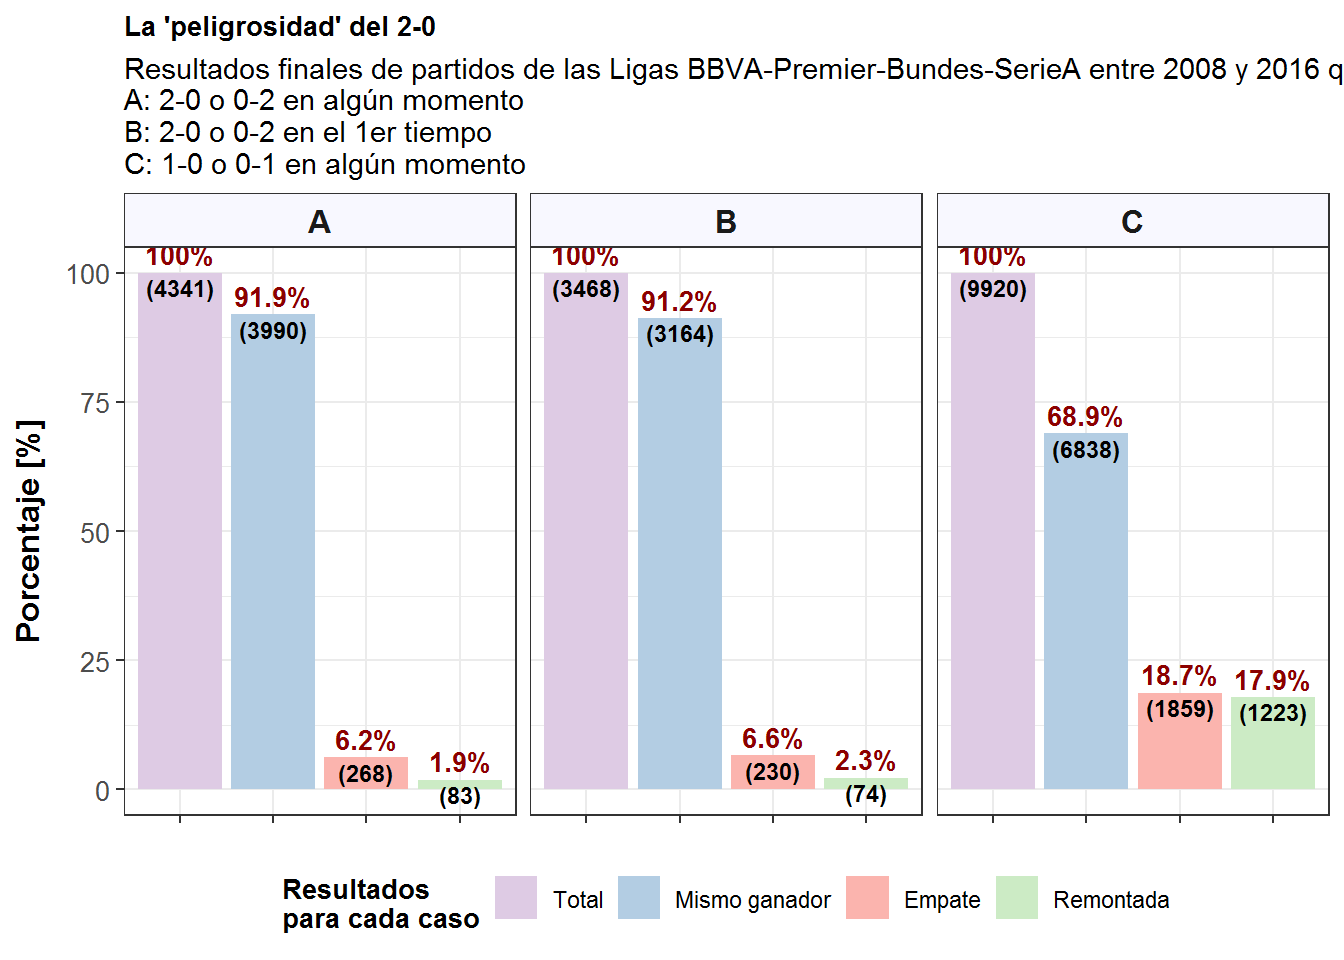 La 'peligrosidad' del 2-0
Resultados finales de partidos de las Ligas BBVA-Premier-Bundes-SerieA entre 2008 y 2016 q
A: 2-0 o 0-2 en algún momento
B: 2-0 o 0-2 en el 1er tiempo
C: 1-0 o 0-1 en algún momento
A
B
C
Porcentaje [%]
100
75
50
25
0
100%
(4341)
91.9%
(3990)
6.2%
(268)
1.9%
(83)
100%
(3468)
91.2%
(3164)
6.6%
(230)
2.3%
(74)
100%
(9920)
68.9%
(6838)
18.7%
(1859)
17.9%
(1223)
Resultados
para cada caso
Total
Mismo ganador
Empate
Remontada